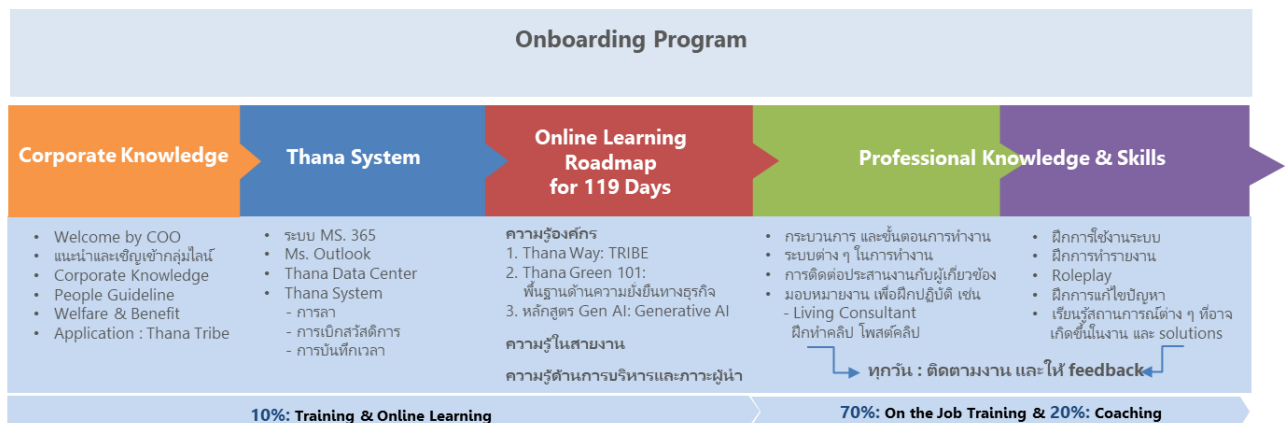 Onboarding Program
Corporate Knowledge
Thana System
Online Learning
Roadmap
for 119 Days
Professional Knowledge & Skills
• Welcome by COO
• แนะนำและเชิญเข้ากลุ่มไลน์
• Corporate Knowledge
• People Guideline
• Welfare & Benefit
• Application : Thana Tribe
• ระบบ MS. 365
• Ms. Outlook
• Thana Data Center
• Thana System
- การลา
- การเบิกสวัสดิการ
- การบันทึกเวลา
ความรู้องค์กร
1. Thana Way: TRIBE
2. Thana Green 101:
พื้นฐานด้านความยั่งยืนทางธุรกิจ
3. หลักสูตร Gen AI: Generative AI
ความรู้ในสายงาน
ความรู้ด้านการบริหารและภาวะผู้นำ
• กระบวนการ และขั้นตอนการทำงาน
• ระบบต่าง ๆ ในการทำงาน
• การติดต่อประสานงานกับผู้เกี่ยวข้อง
• มอบหมายงาน เพื่อฝึกปฏิบัติ เช่น
- Living Consultant
ฝึกทำคลิป โพสต์คลิป
• ฝึกการใช้งานระบบ
• ฝึกการทำรายงาน
• Roleplay
• ฝึกการแก้ไขปัญหา
• เรียนรู้สถานการณ์ต่าง ๆ ที่อาจ
เกิดขึ้นในงาน และ solutions
ทุกวัน : ติดตามงาน และให้ feedback
10%: Training & Online Learning
70%: On the Job Training & 20%: Coaching